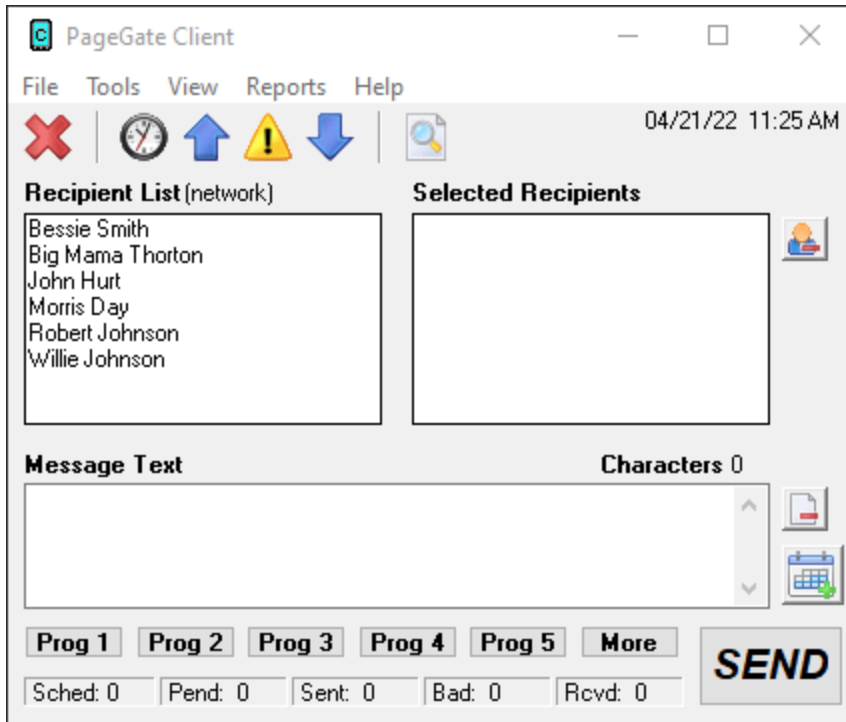 C PageGate Client
File Tools View Reports Help
04/21/22 11:25 AM
Recipient List (network)
Selected Recipients
Bessie Smith
Big Mama Thorton
John Hurt
Morris Day
Robert Johnson
Willie Johnson
Message Text
Characters 0
Prog 1 Prog 2 Prog 3 Prog 4 Prog 5 More
SEND
Sched: 0 Pend: 0 Sent: 0 Bad: 0 Rcvd: 0